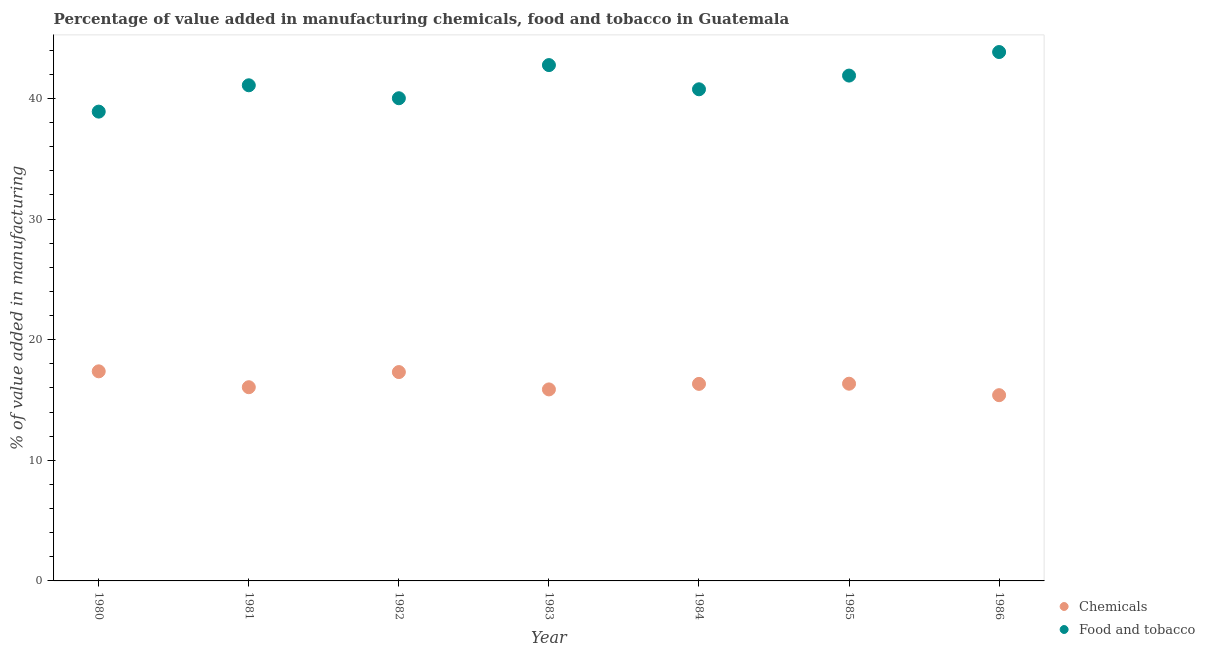 Percentage of value added in manufacturing chemicals, food and tobacco in Guatemala
% of value added in manufacturing
40
30
20
10
0
1980
1981
1982
1983
1984
1985
1986
Year
Chemicals
Food and tobacco